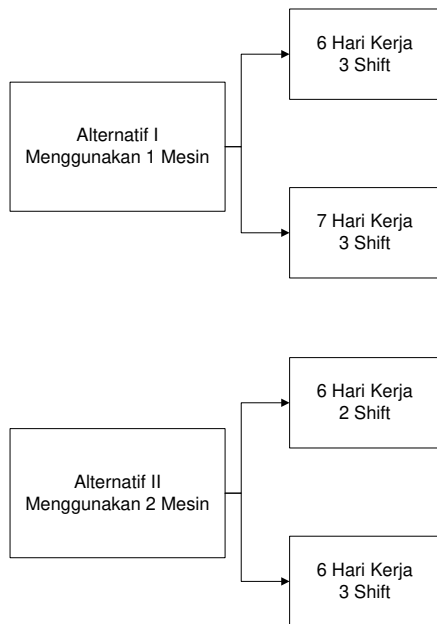 6 Hari Kerja
3 Shift
Alternatif I
Menggunakan 1 Mesin
7 Hari Kerja
3 Shift
6 Hari Kerja
2 Shift
Alternatif II
Menggunakan 2 Mesin
6 Hari Kerja
3 Shift